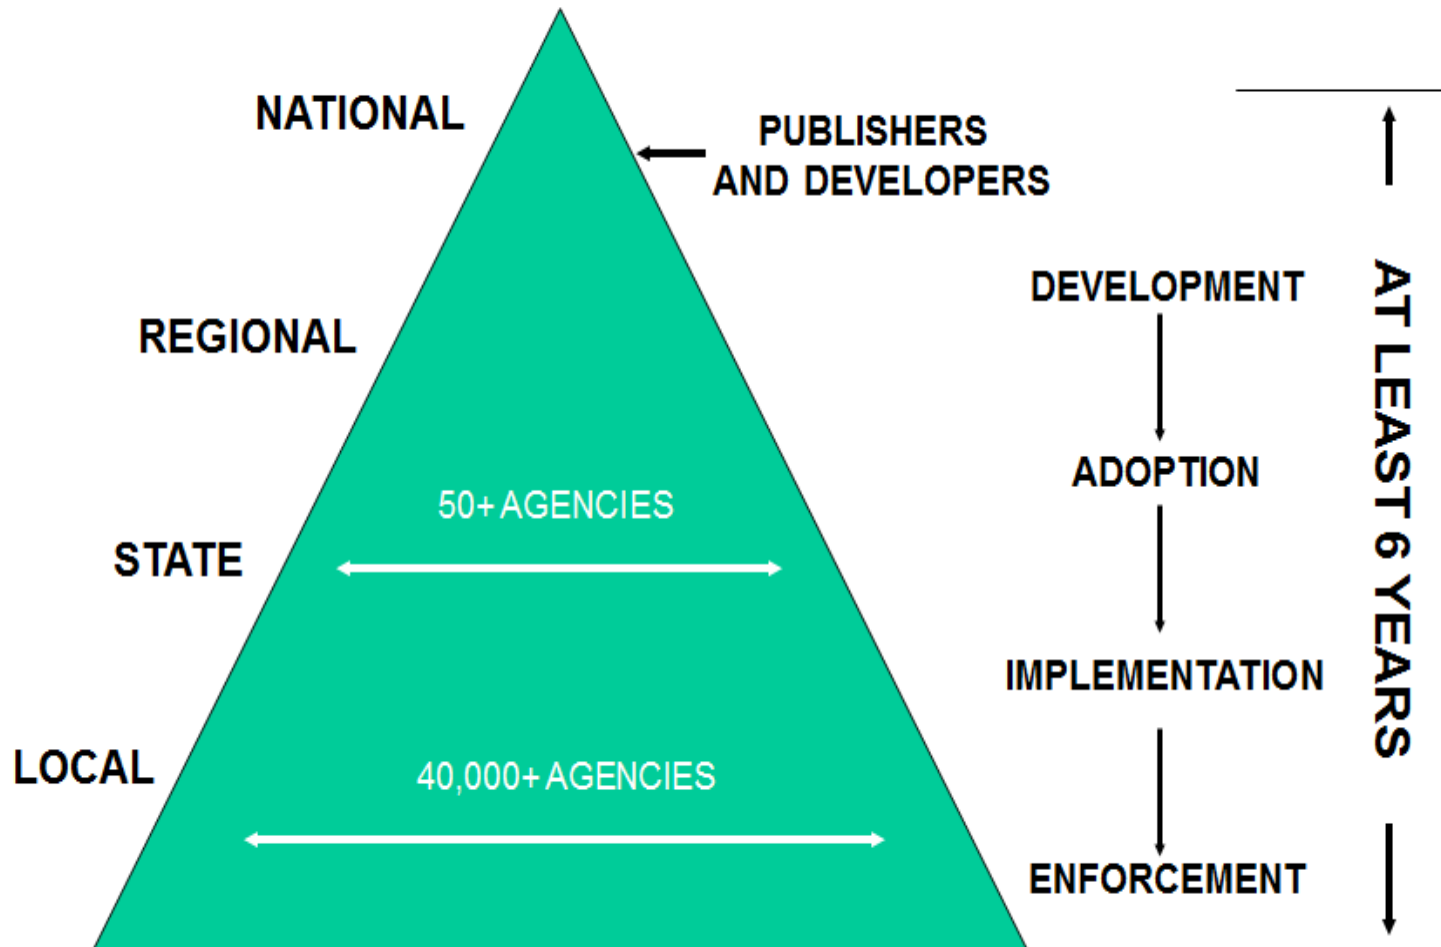 NATIONAL
PUBLISHERS
AND DEVELOPERS
REGIONAL
50+ AGENCIES
STATE
LOCAL
40,000+ AGENCIES
DEVELOPMENT
ADOPTION
IMPLEMENTATION
ENFORCEMENT
AT LEAST 6 YEARS